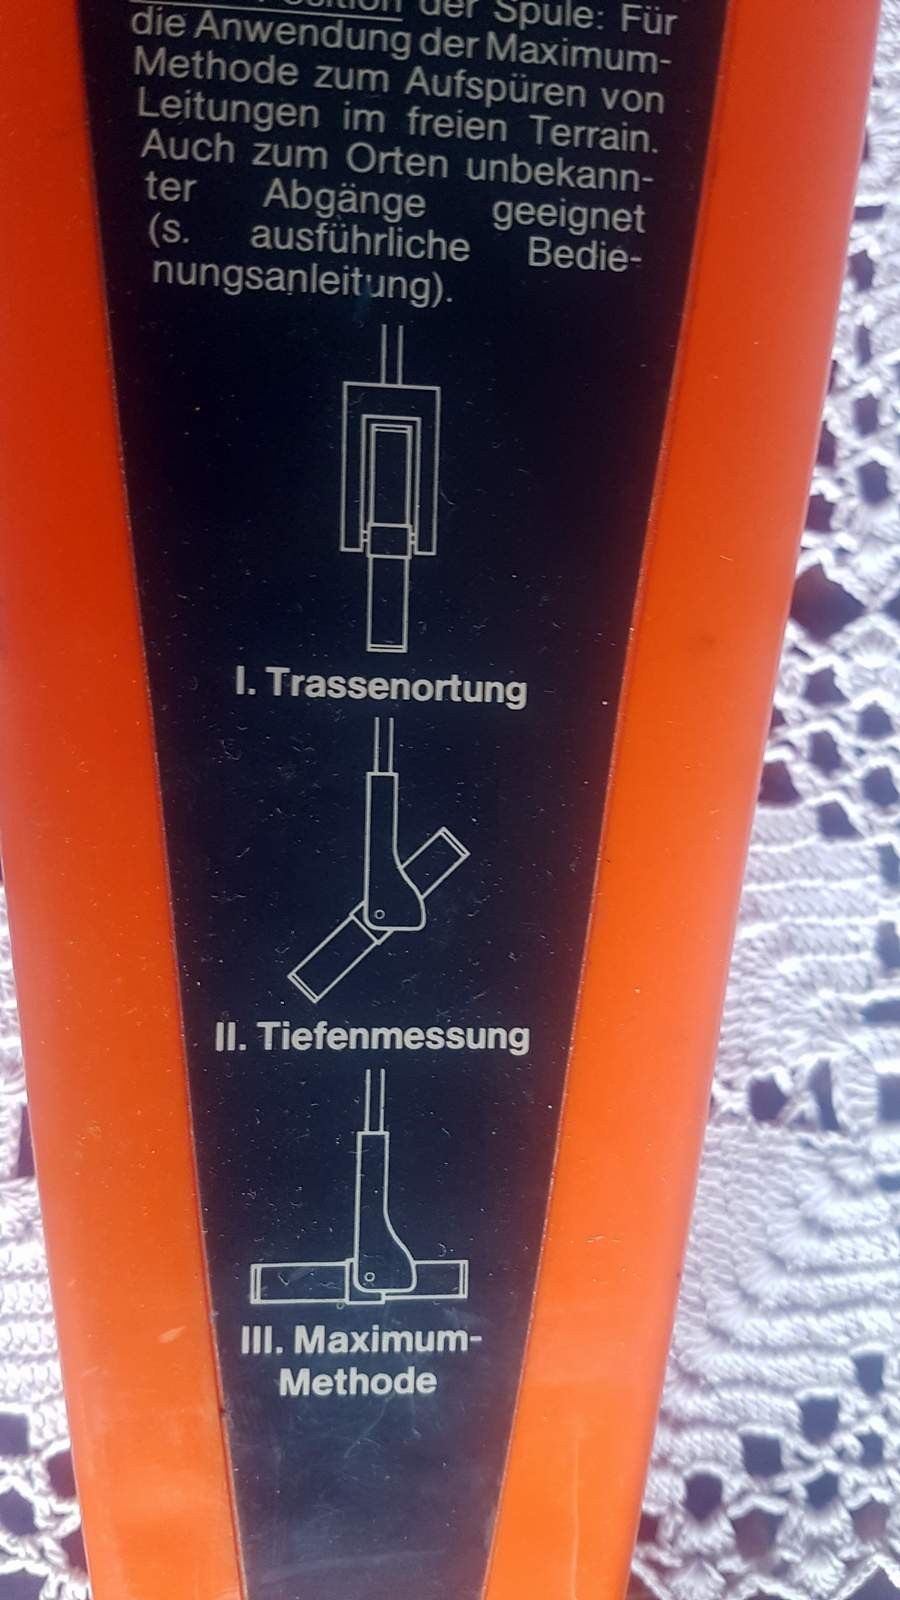 der Spule: Für
die Anwendung der Maximum-
Methode zum Aufspüren von
Leitungen im freien Terrain.
Auch zum Orten unbekann-
ter Abgänge geeignet
(s. ausführliche Bedie-
nungsanleitung).
I. Trassenortung
II. Tiefenmessung
III. Maximum-
Methode